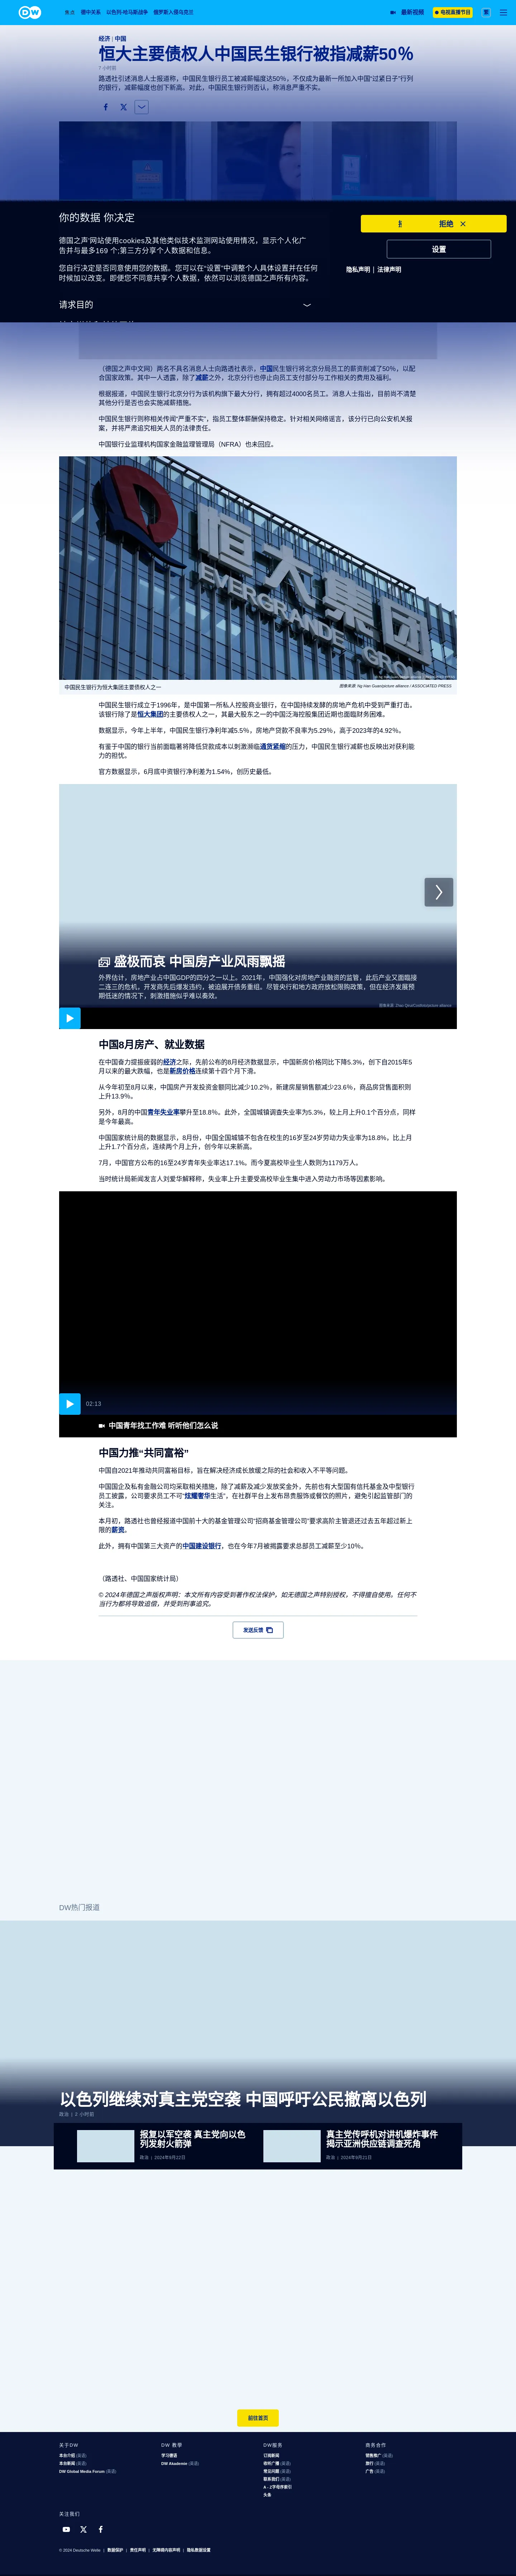 DW
焦点 德中关系 以色列-哈马斯战争 俄罗斯入侵乌克兰
最新视频 电视直播节目 繁
经济 | 中国
恒大主要债权人中国民生银行被指减薪50%
7 小时前
路透社引述消息人士报道称,中国民生银行员工被减薪幅度达50%,不仅成为最新一所加入中国“过紧日子”行列
的银行,减薪幅度也创下新高。对此,中国民生银行则否认,称消息严重不实。
你的数据 你决定
拒绝
设置
隐私声明 | 法律声明
德国之声'网站使用cookies及其他类似技术监测网站使用情况,显示个人化广
告并与最多169 个;第三方分享个人数据和信息。
您自行决定是否同意使用您的数据。您可以在“设置”中调整个人具体设置并在任何
时候加以改变。即便您不同意共享个人数据,依然可以浏览德国之声所有内容。
请求目的
(德国之声中文网)两名不具名消息人士向路透社表示,中国民生银行将北京分局员工的薪资削减了50%,以配
合国家政策。其中一人透露,除了减薪之外,北京分行也停止向员工支付部分与工作相关的费用及福利。
根据报道,中国民生银行北京分行为该机构旗下最大分行,拥有超过4000名员工。消息人士指出,目前尚不清楚
其他分行是否也会实施减薪措施。
中国民生银行则称相关传闻“严重不实”,指员工整体薪酬保持稳定。针对相关网络谣言,该分行已向公安机关报
案,并将严肃追究相关人员的法律责任。
中国银行业监理机构国家金融监理管理局(NFRA)也未回应。
恒大集团
EVERGRANDE GROUP
中国民生银行为恒大集团主要债权人之一
图像来源: Ng Han Guan/picture alliance / ASSOCIATED PRESS
中国民生银行成立于1996年,是中国第一所私人控股商业银行,在中国持续发酵的房地产危机中受到严重打击。
该银行除了是恒大集团的主要债权人之一,其最大股东之一的中国泛海控股集团近期也面临财务困难。
数据显示,今年上半年,中国民生银行净利年减5.5%,房地产贷款不良率为5.29%,高于2023年的4.92%。
有鉴于中国的银行当前面临著将降低贷款成本以刺激濒临通货紧缩的压力,中国民生银行减薪也反映出对获利能
力的担忧。
官方数据显示,6月底中资银行净利差为1.54%,创历史最低。
盛极而哀 中国房产业风雨飘摇
外界估计,房地产业占中国GDP的四分之一以上。2021年,中国强化对房地产业融资的监管,此后产业又面临接
二连三的危机,开发商先后爆发违约,被迫展开债务重组。尽管央行和地方政府放松限购政策,但在经济发展预
期低迷的情况下,刺激措施似乎难以奏效。
中国8月房产、就业数据
在中国奋力提振疲弱的经济之际,先前公布的8月经济数据显示,中国新房价格同比下降5.3%,创下自2015年5
月以来的最大跌幅,也是新房价格连续第十四个月下滑。
从今年初至8月以来,中国房产开发投资金额同比减少10.2%,新建房屋销售额减少23.6%,商品房贷售面积则
上升13.9%。
另外,8月的中国青年失业率攀升至18.8%。此外,全国城镇调查失业率为5.3%,较上月上升0.1个百分点,同样
是今年最高。
中国国家统计局的数据显示,8月份,中国全国城镇不包含在校生的16岁至24岁劳动力失业率为18.8%,比上月
上升1.7个百分点,连续两个月上升,创今年以来新高。
7月,中国官方公布的16至24岁青年失业率达17.1%。而今夏高校毕业生人数则为1179万人。
当时统计局新闻发言人刘爱华解释称,失业率上升主要受高校毕业生集中进入劳动力市场等因素影响。
02:13
中国青年找工作难 听听他们怎么说
中国力推“共同富裕”
中国自2021年推动共同富裕目标,旨在解决经济成长放缓之际的社会和收入不平等问题。
中国国企及私有金融公司均采取相关措施,除了减薪及减少发放奖金外,先前也有大型国有信托基金及中型银行
员工披露,公司要求员工不可“炫耀奢华生活”。在社群平台上发布昂贵服饰或餐饮的照片,避免引起监管部门的
关注。
本月初,路透社也曾经报道中国前十大的基金管理公司“招商基金管理公司”要求高阶主管退还过去五年超过新上
限的薪资。
此外,拥有中国第三大资产的中国建设银行,也在今年7月被揭露要求总部员工减薪至少10%。
(路透社、中国国家统计局)
© 2024年德国之声版权声明:本文所有内容受到著作权法保护,如无德国之声特别授权,不得擅自使用。任何不
当行为都将导致追偿,并受到刑事追究。
发送反馈
DW热门报道
以色列继续对真主党空袭 中国呼吁公民撤离以色列
报复以军空袭 真主党向以色
列发射火箭弹
政治 | 2024年9月22日
真主党传呼机对讲机爆炸事件
揭示亚洲供应链调查死角
政治 | 2024年9月21日
前往首页
关于DW
本台介绍 (英语)
本台新闻 (英语)
DW Global Media Forum (英语)
DW 教学
学习德语
DW Akademie (英语)
DW服务
订阅新闻
收听广播 (英语)
常见问题 (英语)
联系我们 (英语)
A - Z字母序索引
头条
商务合作
销售推广 (英语)
旅行 (英语)
广告 (英语)
关注我们
© 2024 Deutsche Welle | 数据保护 | 责任声明 | 无障碍内容声明 | 隐私数据设置